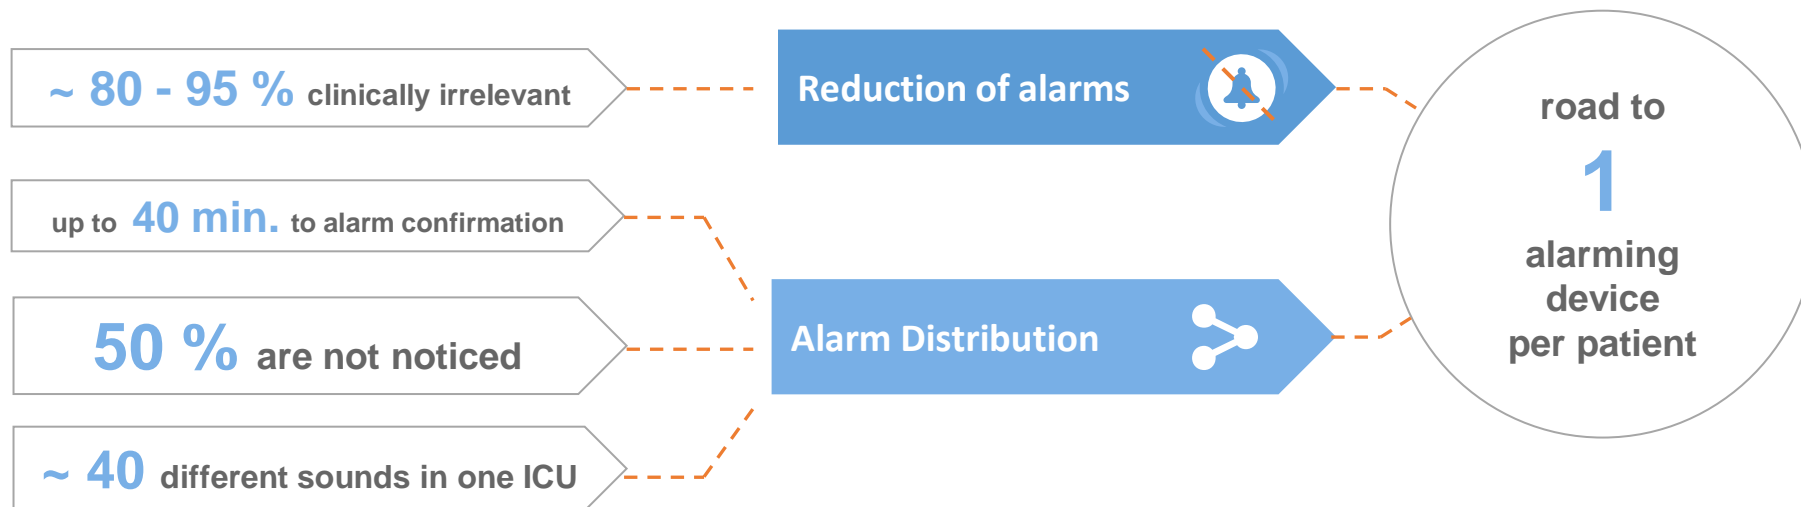 ~ 80 - 95 % clinically irrelevant
up to 40 min. to alarm confirmation
50 % are not noticed
~ 40 different sounds in one ICU
Reduction of alarms
Alarm Distribution
road to
1
alarming
device
per patient